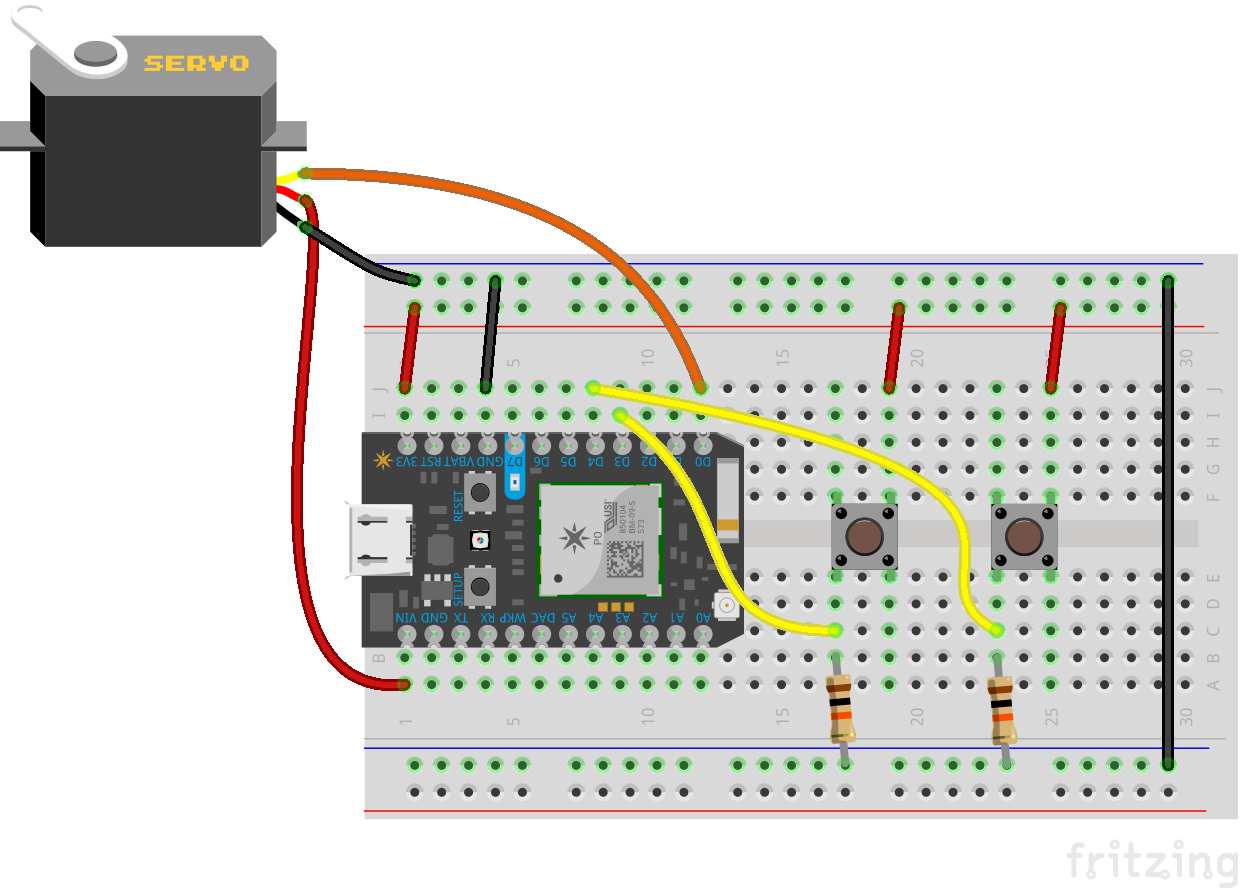 SERVO
5
10
15
20
25
30
J
J
I
I
H
G
F
3V3
RST
VBAT
GND
D7
D6
D5
D4
D3
D2
D0
RESET
P0
USI
850104
BM-09-S
573
SETUP
E
D
C
VIN
GND
TX
RX
WKP
DAC
A5
A4
A3
A2
A1
A0
B
B
A
A
1
5
10
15
20
25
30
fritzing